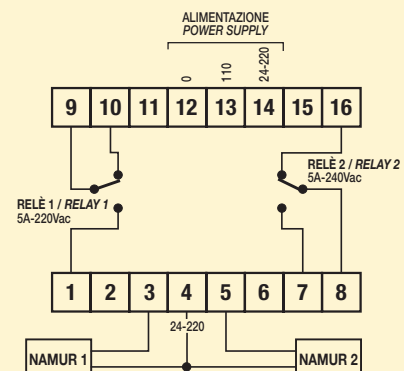 ALIMENTAZIONE
POWER SUPPLY
0
110
24-220
9 10 11 12 13 14 15 16
RELÈ 1 / RELAY 1
5A-220Vac
RELÈ 2 / RELAY 2
5A-240Vac
1 2 3 4 5 6 7 8
24-220
NAMUR 1
NAMUR 2